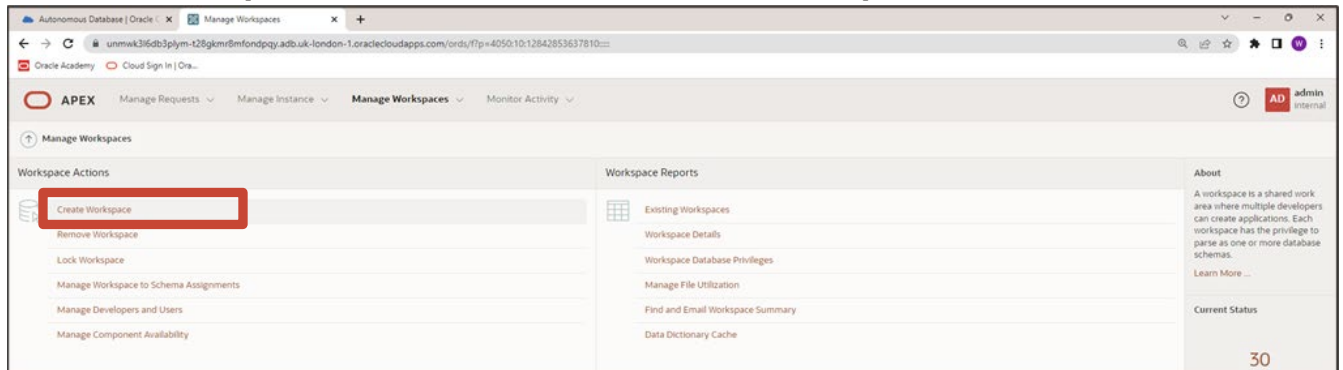 Autonomous Database | Oracle C
Manage Workspaces
unmwk3l6db3plym-t28gkmr8mfondpqy.adb.uk-london-1.oraclecloudapps.com/ords/f?p=4050:10:12842853637810:::::
Oracle Academy
Cloud Sign In | Ora...
W
APEX
Manage Requests
Manage Instance
Manage Workspaces
Monitor Activity
?
AD
admin
internal
Manage Workspaces
Workspace Actions
Create Workspace
Remove Workspace
Lock Workspace
Manage Workspace to Schema Assignments
Manage Developers and Users
Manage Component Availability
Workspace Reports
Existing Workspaces
Workspace Details
Workspace Database Privileges
Manage File Utilization
Find and Email Workspace Summary
Data Dictionary Cache
About
A workspace is a shared work
area where multiple developers
can create applications. Each
workspace has the privilege to
parse as one or more database
schemas.
Learn More ...
Current Status
30